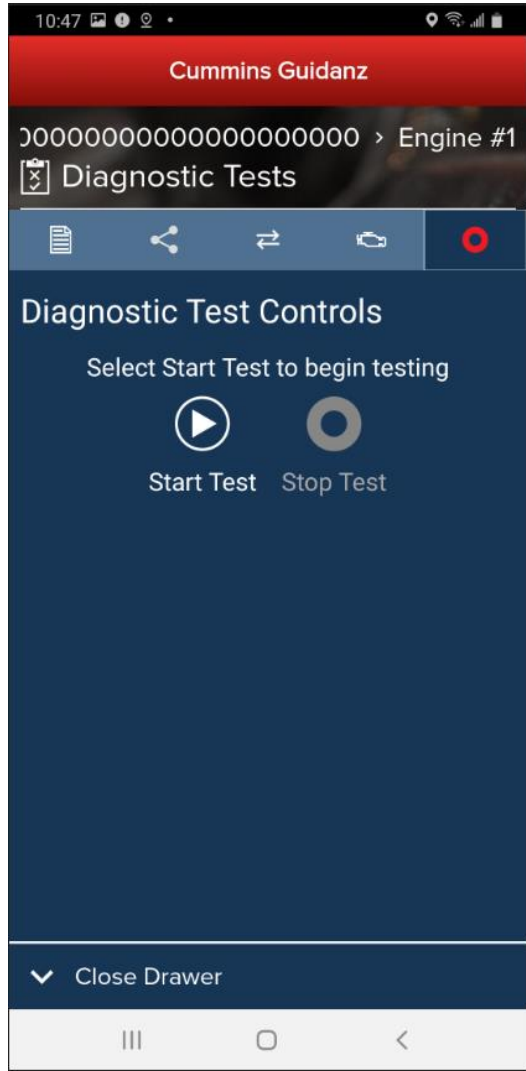 10:47
Cummins Guidanz
00000000000000000000000 > Engine #1
Diagnostic Tests
Diagnostic Test Controls
Select Start Test to begin testing
Start Test Stop Test
Close Drawer